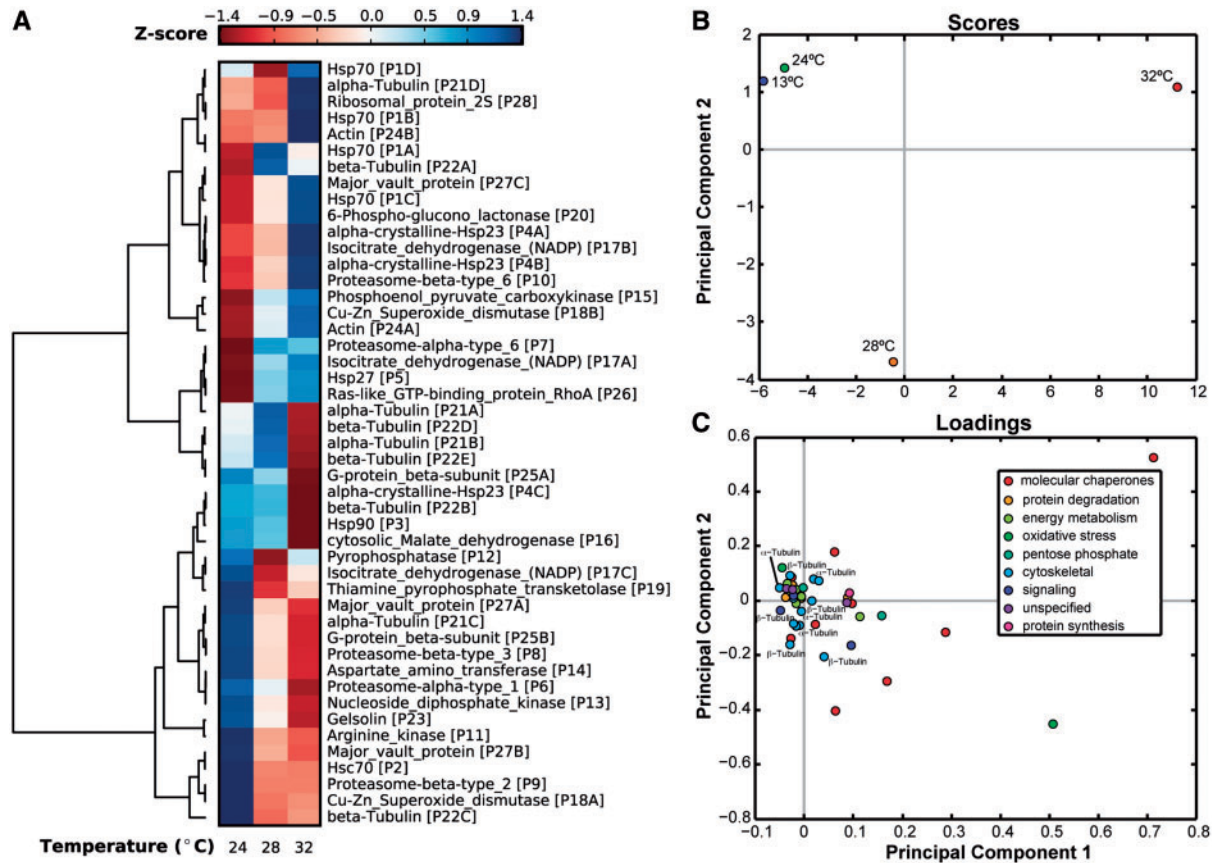 A
Z-score
−1.4 −0.9 −0.5 0.0 0.5 1.4
Hsp70 [P1D]
alpha-Tubulin [P21D]
Ribosomal_protein_2S [P28]
Hsp70 [P1B]
Actin [P24B]
Hsp70 [P1A]
beta-Tubulin [P22A]
Major_vault_protein [P27C]
Hsp70 [P1C]
6-Phospho-glucono_lactonase [P20]
alpha-crystalline-Hsp23 [P4A]
Isocitrate_dehydrogenase_(NADP) [P17B]
alpha-crystalline-Hsp23 [P4B]
Proteasome-beta-type_6 [P10]
Phosphoenol_pyruvate_carboxykinase [P15]
Cu-Zn_Superoxide_dismutase [P18B]
Actin [P24A]
Proteasome-alpha-type_6 [P7]
Isocitrate_dehydrogenase_(NADP) [P17A]
Hsp27 [P5]
Ras-like_GTP-binding_protein_RhoA [P26]
alpha-Tubulin [P21A]
beta-Tubulin [P22D]
alpha-Tubulin [P21B]
beta-Tubulin [P22E]
G-protein_beta-subunit [P25A]
alpha-crystalline-Hsp23 [P4C]
beta-Tubulin [P22B]
Hsp90 [P3]
cytosolic_Malate_dehydrogenase [P16]
Pyrophosphatase [P12]
Isocitrate_dehydrogenase_(NADP) [P17C]
Thiamine_pyrophosphate_transketolase [P19]
Major_vault_protein [P27A]
alpha-Tubulin [P21C]
G-protein_beta-subunit [P25B]
Proteasome-beta-type_3 [P8]
Aspartate_amino_transferase [P14]
Proteasome-alpha-type_1 [P6]
Nucleoside_diphosphate_kinase [P13]
Gelsolin [P23]
Arginine_kinase [P11]
Major_vault_protein [P27B]
Hsc70 [P2]
Proteasome-beta-type_2 [P9]
Cu-Zn_Superoxide_dismutase [P18A]
beta-Tubulin [P22C]
Temperature (°C) 24 28 32
B
Scores
Principal Component 2
2
1
0
−1
−2
−3
−4
24ºC
13ºC
32ºC
28ºC
−6 −4 −2 0 2 4 6 8 10 12
C
Loadings
Principal Component 2
0.6
0.4
0.2
0
−0.2
−0.4
−0.6
−0.8
molecular chaperones
protein degradation
energy metabolism
oxidative stress
pentose phosphate
cytoskeletal
signaling
unspecified
protein synthesis
α−Tubulin
β−Tubulin
α−Tubulin
β−Tubulin
β−Tubulin
α−Tubulin
β−Tubulin
β−Tubulin
−0.1 0 0.1 0.2 0.3 0.4 0.5 0.6 0.7 0.8
Principal Component 1